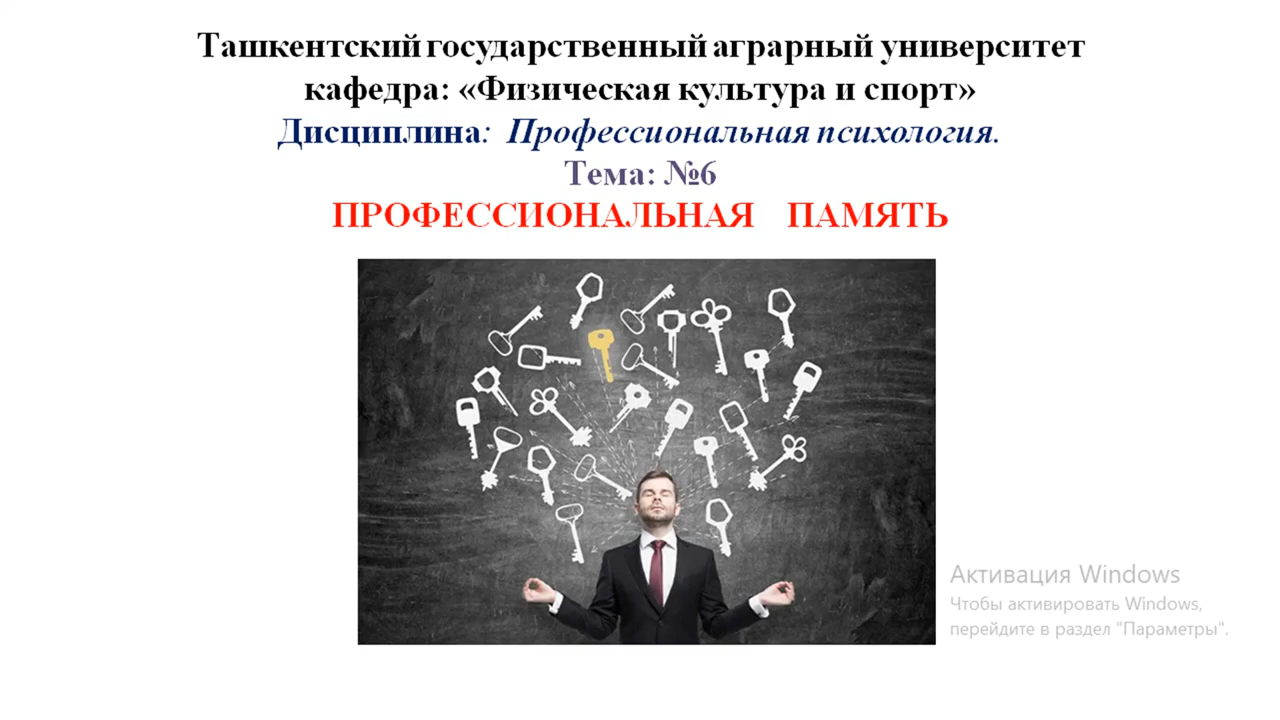 Ташкентский государственный аграрный университет
кафедра: «Физическая культура и спорт»
Дисциплина: Профессиональная психология.
Тема: №6
ПРОФЕССИОНАЛЬНАЯ ПАМЯТЬ
Активация Windows
Чтобы активировать Windows,
перейдите в раздел "Параметры".